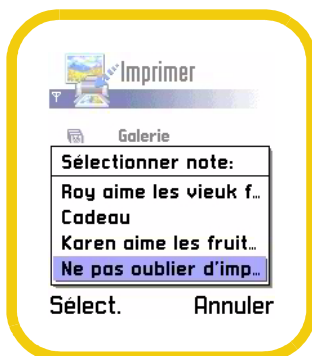 Imprimer
Galerie
Sélectionner note:
Roy aime les vieuk f…
Cadeau
Karen aime les fruit…
Ne pas oublier d'imp…
Sélect. Annuler